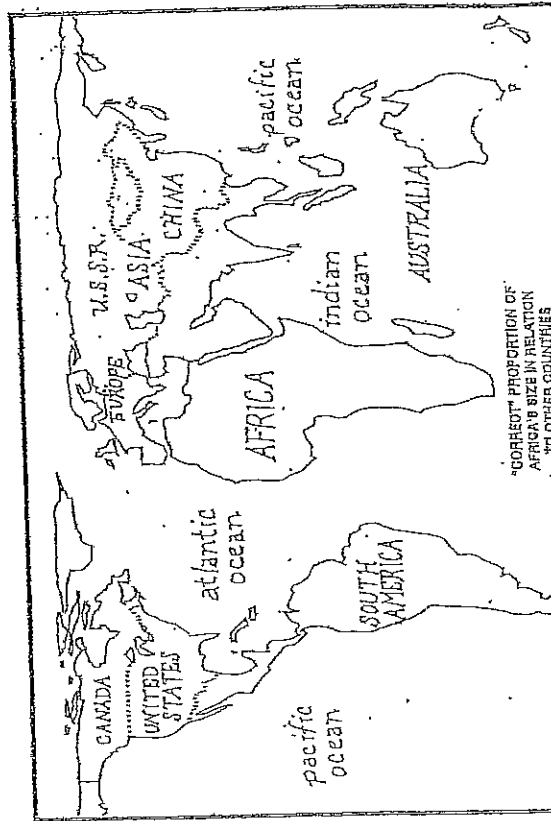 CANADA
UNITED
STATES
pacific
ocean
atlantic
ocean
SOUTH
AMERICA
EUROPE
AFRICA
U.S.S.R.
ASIA
CHINA
indian
ocean
pacific
ocean
AUSTRALIA
"CORRECT" PROPORTION OF
AFRICA'S SIZE IN RELATION
TO OTHER COUNTRIES